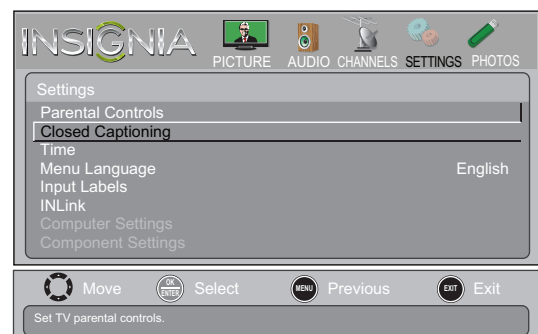 INSIGNIA
PICTURE AUDIO CHANNELS SETTINGS PHOTOS
Settings
Parental Controls
Closed Captioning
Time
Menu Language English
Input Labels
INLink
Computer Settings
Component Settings
Move OK ENTER Select MENU Previous EXIT Exit
Set TV parental controls.